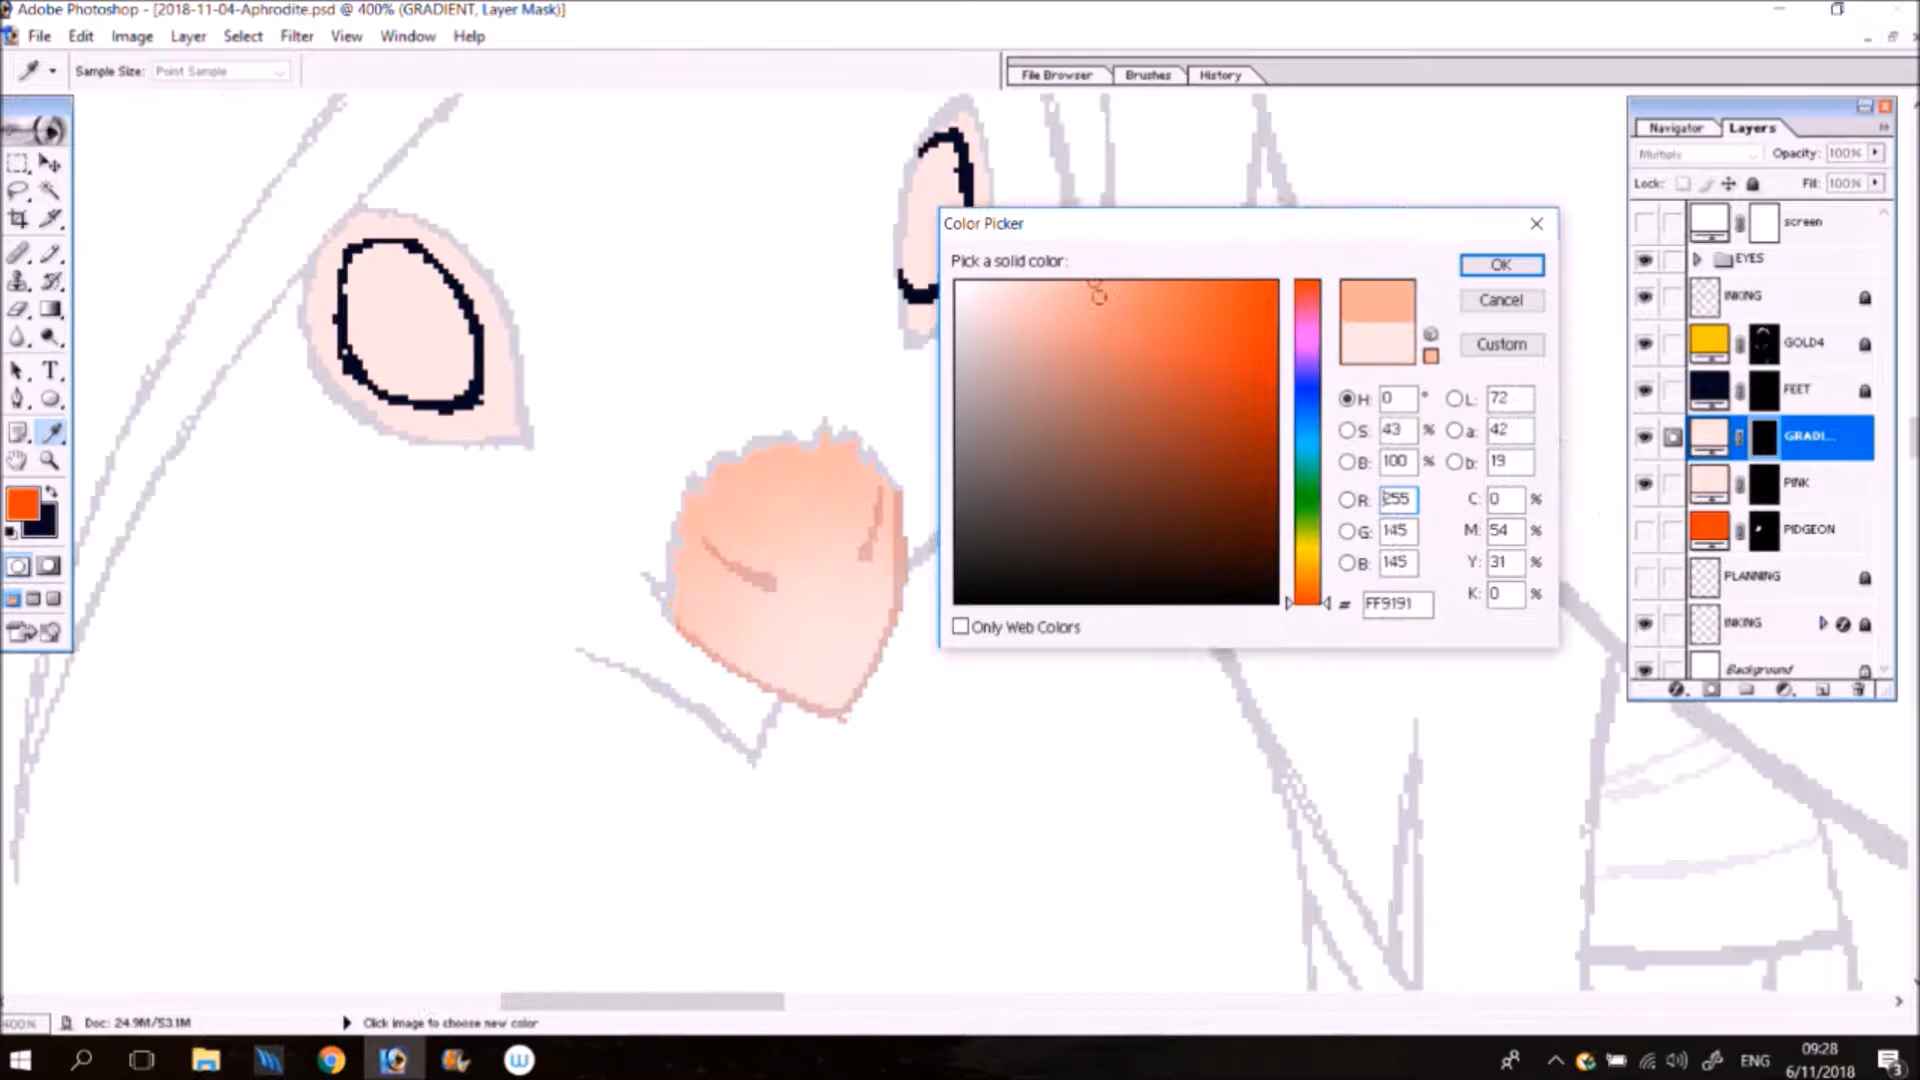 Adobe Photoshop - [2018-11-04-Aphrodite.psd @ 400% (GRADIENT, Layer Mask)]
File Edit Image Layer Select Filter View Window Help
Sample Size: Point Sample
File Browser Brushes History
Navigator Layers
Multiply Opacity: 100%
Lock: Fill: 100%
screen
EYES
INKING
GOLD4
FEET
GRADI...
PINK
PIDGEON
PLANNING
INKING
Background
Color Picker
Pick a solid color:
OK
Cancel
Custom
H: 0 ° L: 72
S: 43 % a: 42
B: 100 % b: 19
R: 255 C: 0 %
G: 145 M: 54 %
B: 145 Y: 31 %
# FF9191 K: 0 %
Only Web Colors
T
400% Doc: 24.9M/53.1M Click image to choose new color
W
ENG
09:28
6/11/2018
3